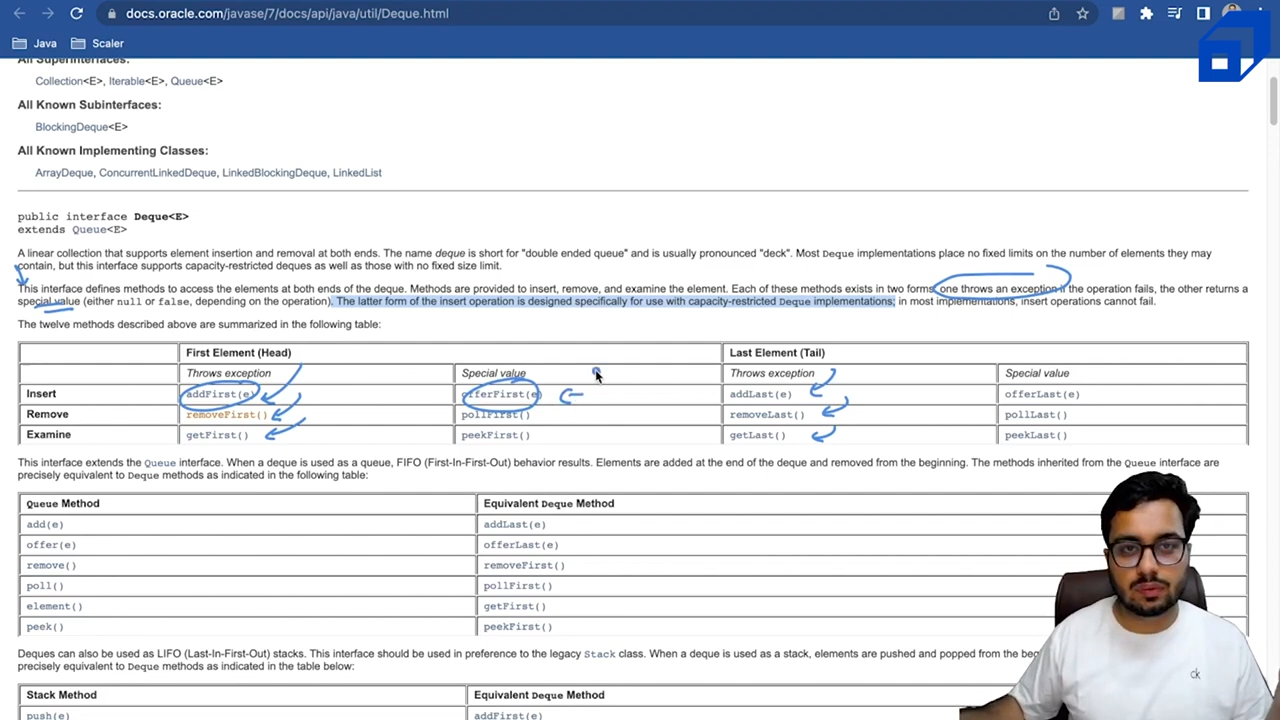 docs.oracle.com/javase/7/docs/api/java/util/Deque.html
Java Scaler
All Superinterfaces:
Collection<E>, Iterable<E>, Queue<E>
All Known Subinterfaces:
BlockingDeque<E>
All Known Implementing Classes:
ArrayDeque, ConcurrentLinkedDeque, LinkedBlockingDeque, LinkedList
public interface Deque<E>
extends Queue<E>
A linear collection that supports element insertion and removal at both ends. The name deque is short for "double ended queue" and is usually pronounced "deck". Most Deque implementations place no fixed limits on the number of elements they may
contain, but this interface supports capacity-restricted deques as well as those with no fixed size limit.
This interface defines methods to access the elements at both ends of the deque. Methods are provided to insert, remove, and examine the element. Each of these methods exists in two forms: one throws an exception if the operation fails, the other returns a
special value (either null or false, depending on the operation). The latter form of the insert operation is designed specifically for use with capacity-restricted Deque implementations; in most implementations, insert operations cannot fail.
The twelve methods described above are summarized in the following table:
First Element (Head) Last Element (Tail)
Throws exception Special value Throws exception Special value
Insert addFirst(e) offerFirst(e) addLast(e) offerLast(e)
Remove removeFirst() pollFirst() removeLast() pollLast()
Examine getFirst() peekFirst() getLast() peekLast()
This interface extends the Queue interface. When a deque is used as a queue, FIFO (First-In-First-Out) behavior results. Elements are added at the end of the deque and removed from the beginning. The methods inherited from the Queue interface are
precisely equivalent to Deque methods as indicated in the following table:
Queue Method Equivalent Deque Method
add(e) addLast(e)
offer(e) offerLast(e)
remove() removeFirst()
poll() pollFirst()
element() getFirst()
peek() peekFirst()
Deques can also be used as LIFO (Last-In-First-Out) stacks. This interface should be used in preference to the legacy Stack class. When a deque is used as a stack, elements are pushed and popped from the
precisely equivalent to Deque methods as indicated in the table below:
Stack Method Equivalent Deque Method
push(e) addFirst(e)
ck